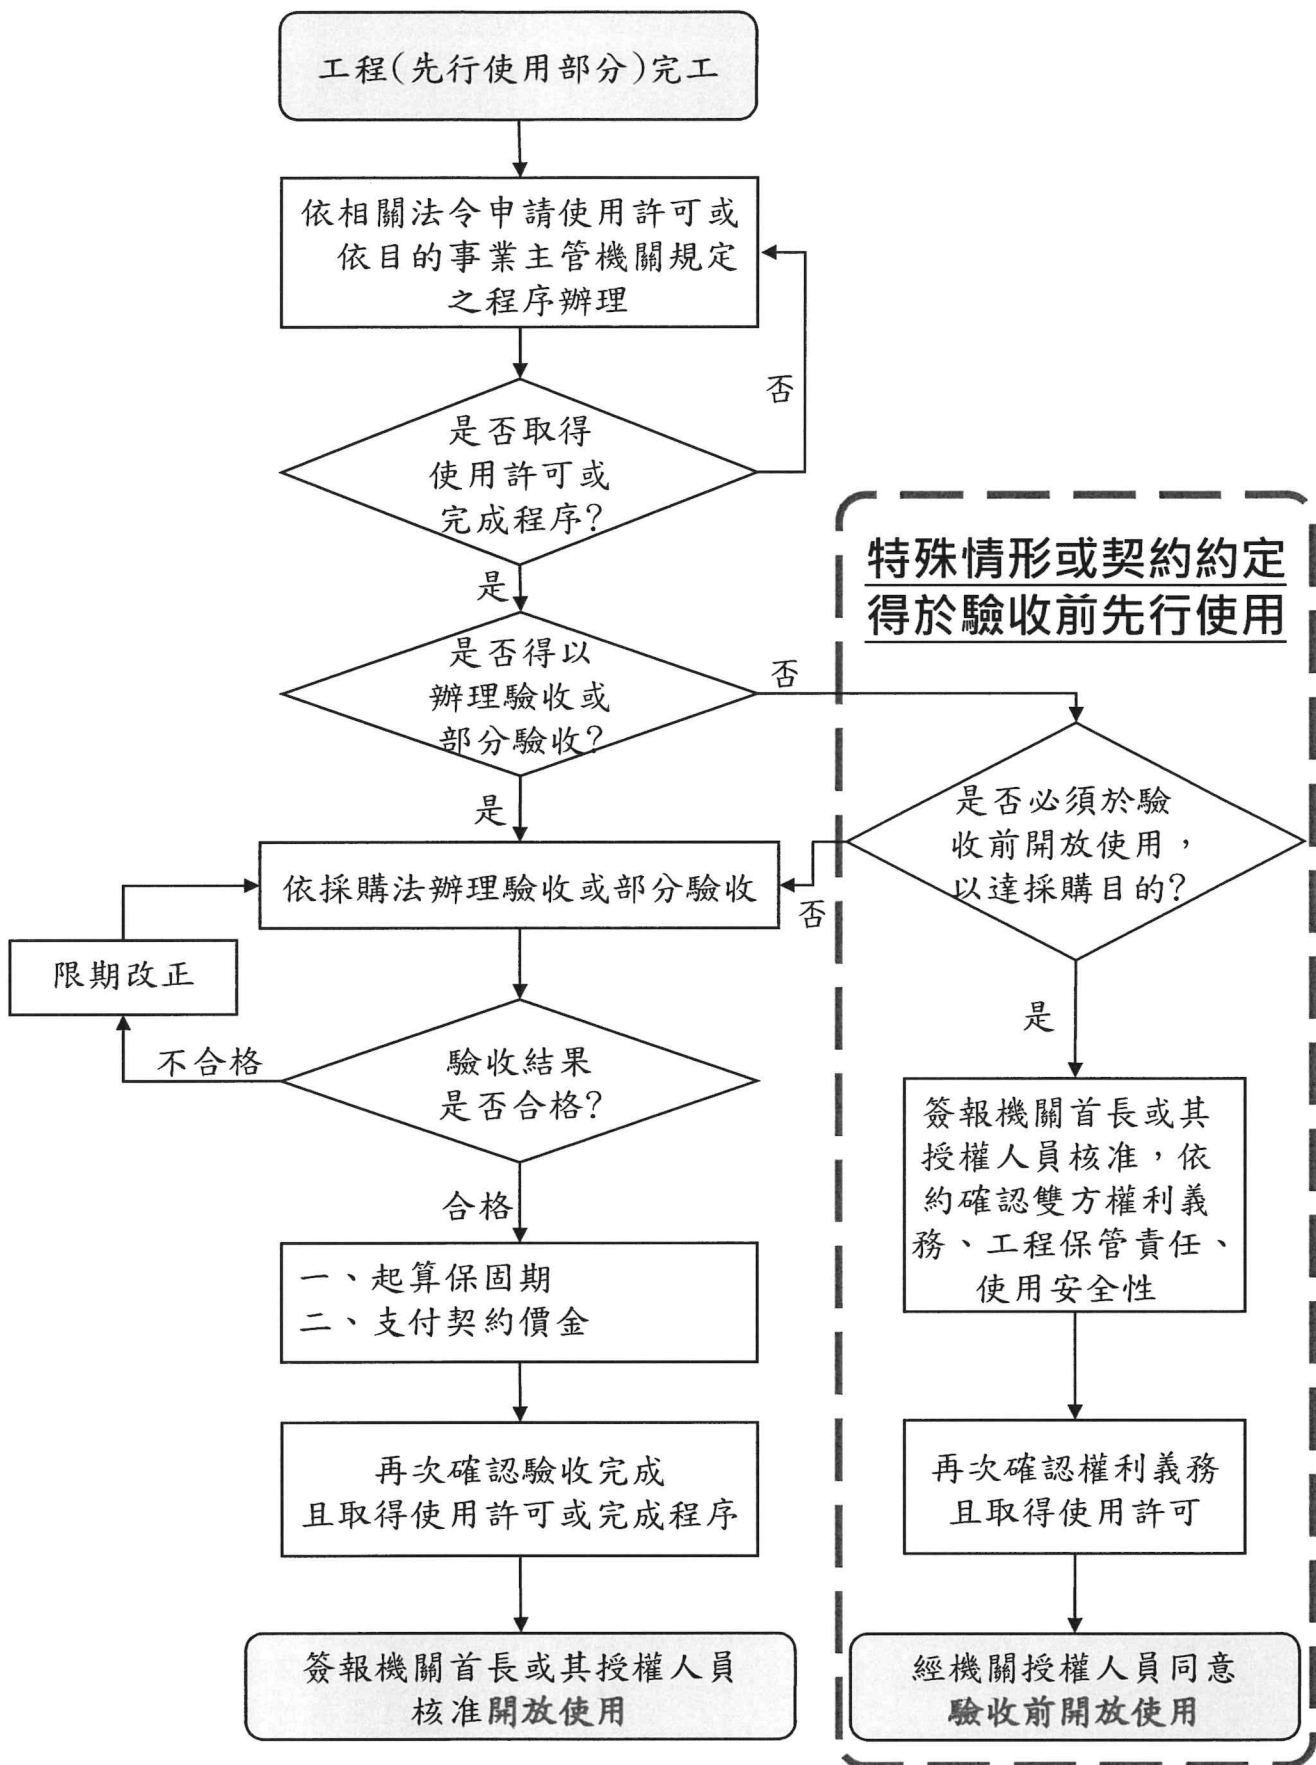 工程(先行使用部分)完工
依相關法令申請使用許可或
依目的事業主管機關規定
之程序辦理
否
是否取得
使用許可或
完成程序?
是
特殊情形或契約約定
得於驗收前先行使用
是否得以
辦理驗收或
部分驗收?
否
是
是否必須於驗
收前開放使用，
以達採購目的?
否
依採購法辦理驗收或部分驗收
限期改正
不合格
驗收結果
是否合格?
是
簽報機關首長或其
授權人員核准，依
約確認雙方權利義
務、工程保管責任、
使用安全性
合格
一、起算保固期
二、支付契約價金
再次確認驗收完成
且取得使用許可或完成程序
再次確認權利義務
且取得使用許可
簽報機關首長或其授權人員
核准開放使用
經機關授權人員同意
驗收前開放使用